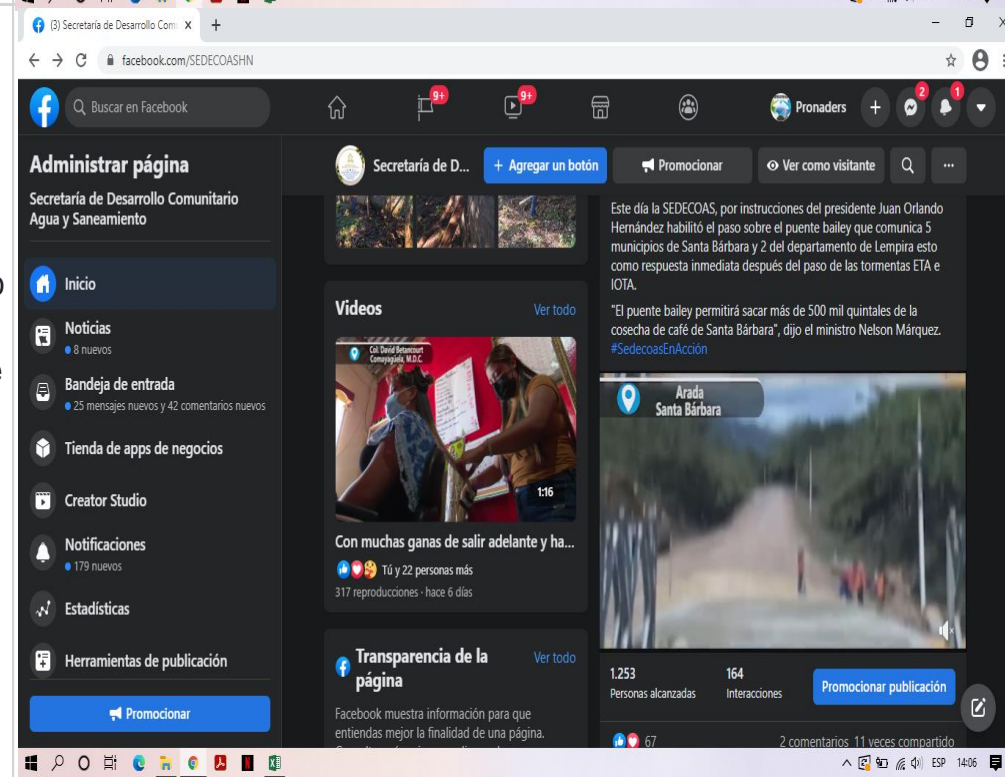 (3) Secretaría de Desarrollo Com
facebook.com/SEDECOASHN
Buscar en Facebook
9+
9+
Pronaders
2
1
Administrar página
Secretaría de Desarrollo Comunitario
Agua y Saneamiento
Inicio
Noticias
8 nuevos
Bandeja de entrada
25 mensajes nuevos y 42 comentarios nuevos
Tienda de apps de negocios
Creator Studio
Notificaciones
179 nuevos
Estadísticas
Herramientas de publicación
Promocionar
Secretaría de D...
+ Agregar un botón
Promocionar
Ver como visitante
...
Videos
Ver todo
Col. David Betancourt
Comayagüela, M.D.C.
1:16
Con muchas ganas de salir adelante y ha...
Tú y 22 personas más
317 reproducciones · hace 6 días
Transparencia de la
página
Ver todo
Facebook muestra información para que
entiendas mejor la finalidad de una página.
Este día la SEDECOAS, por instrucciones del presidente Juan Orlando
Hernández habilitó el paso sobre el puente bailey que comunica 5
municipios de Santa Bárbara y 2 del departamento de Lempira esto
como respuesta inmediata después del paso de las tormentas ETA e
IOTA.
"El puente bailey permitirá sacar más de 500 mil quintales de la
cosecha de café de Santa Bárbara", dijo el ministro Nelson Márquez.
#SedecoasEnAcción
Arada
Santa Bárbara
1.253
Personas alcanzadas
164
Interacciones
Promocionar publicación
67
2 comentarios 11 veces compartido
ESP
14:06